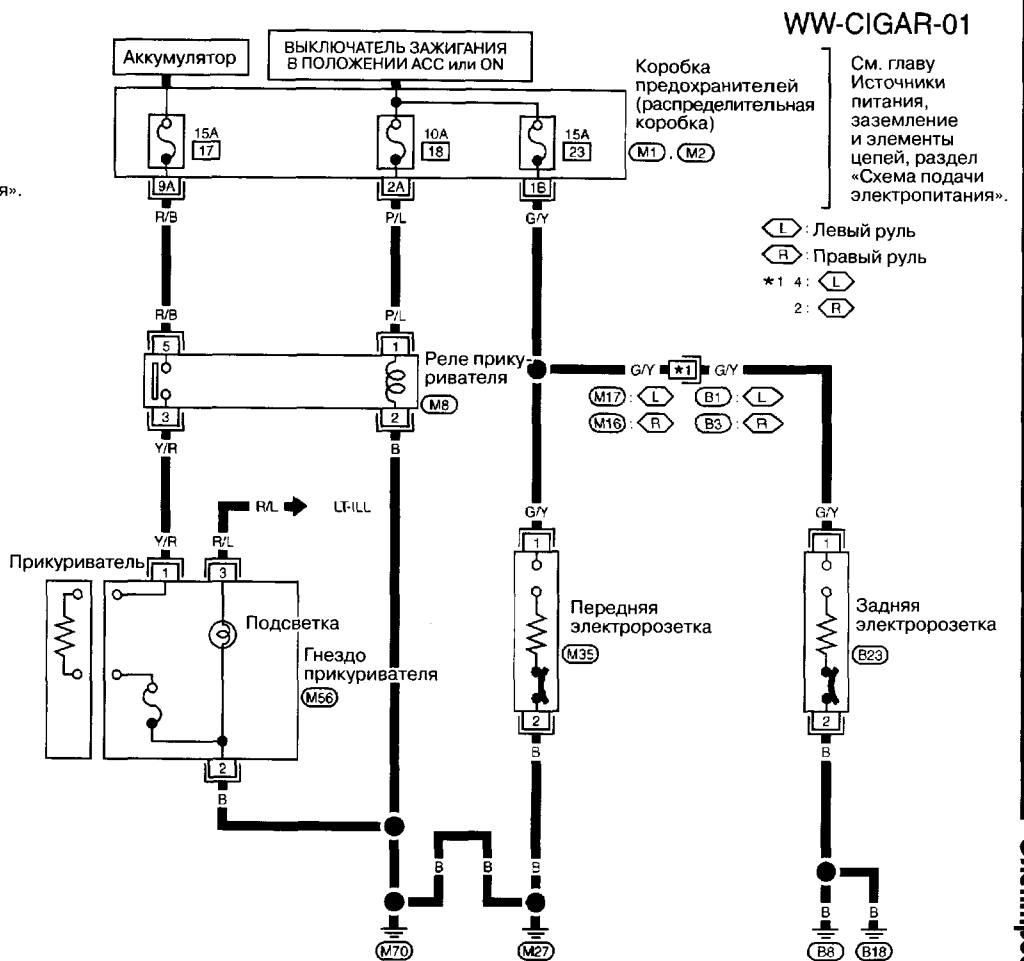 WW-CIGAR-01
Аккумулятор
ВЫКЛЮЧАТЕЛЬ ЗАЖИГАНИЯ
В ПОЛОЖЕНИИ ACC или ON
Коробка
предохранителей
(распределительная
коробка)
M1 , M2
См. главу
Источники
питания,
заземление
и элементы
цепей, раздел
«Схема подачи
электропитания».
15A
17
10A
18
15A
23
я».
9A
2A
1B
R/B
P/L
G/Y
L : Левый руль
R : Правый руль
*1 4: L
2: R
R/B
P/L
5
1
Реле прику-
ривателя
M8
3
2
Y/R
B
G/Y *1 G/Y
M17 : L B1 : L
M16 : R B3 : R
R/L LT-ILL
Y/R
R/L
G/Y
G/Y
Прикуриватель
1
3
1
1
Подсветка
Гнездо
прикуривателя
M56
Передняя
электророзетка
M35
Задняя
электророзетка
B23
2
2
2
B
B
B
B
B
B
B
B
M70
M27
B8
B18